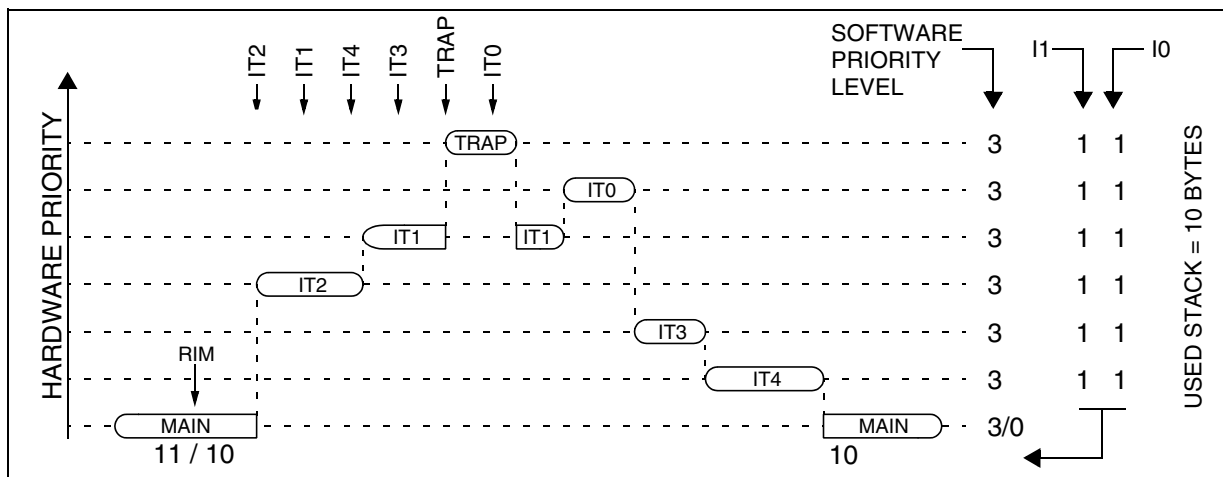 IT2
IT1
IT4
IT3
TRAP
IT0
SOFTWARE
PRIORITY
LEVEL
I1
I0
HARDWARE PRIORITY
TRAP
3
1 1
IT0
3
1 1
IT1
IT1
3
1 1
IT2
3
1 1
IT3
3
1 1
RIM
IT4
3
1 1
MAIN
MAIN
3/0
11 / 10
10
USED STACK = 10 BYTES